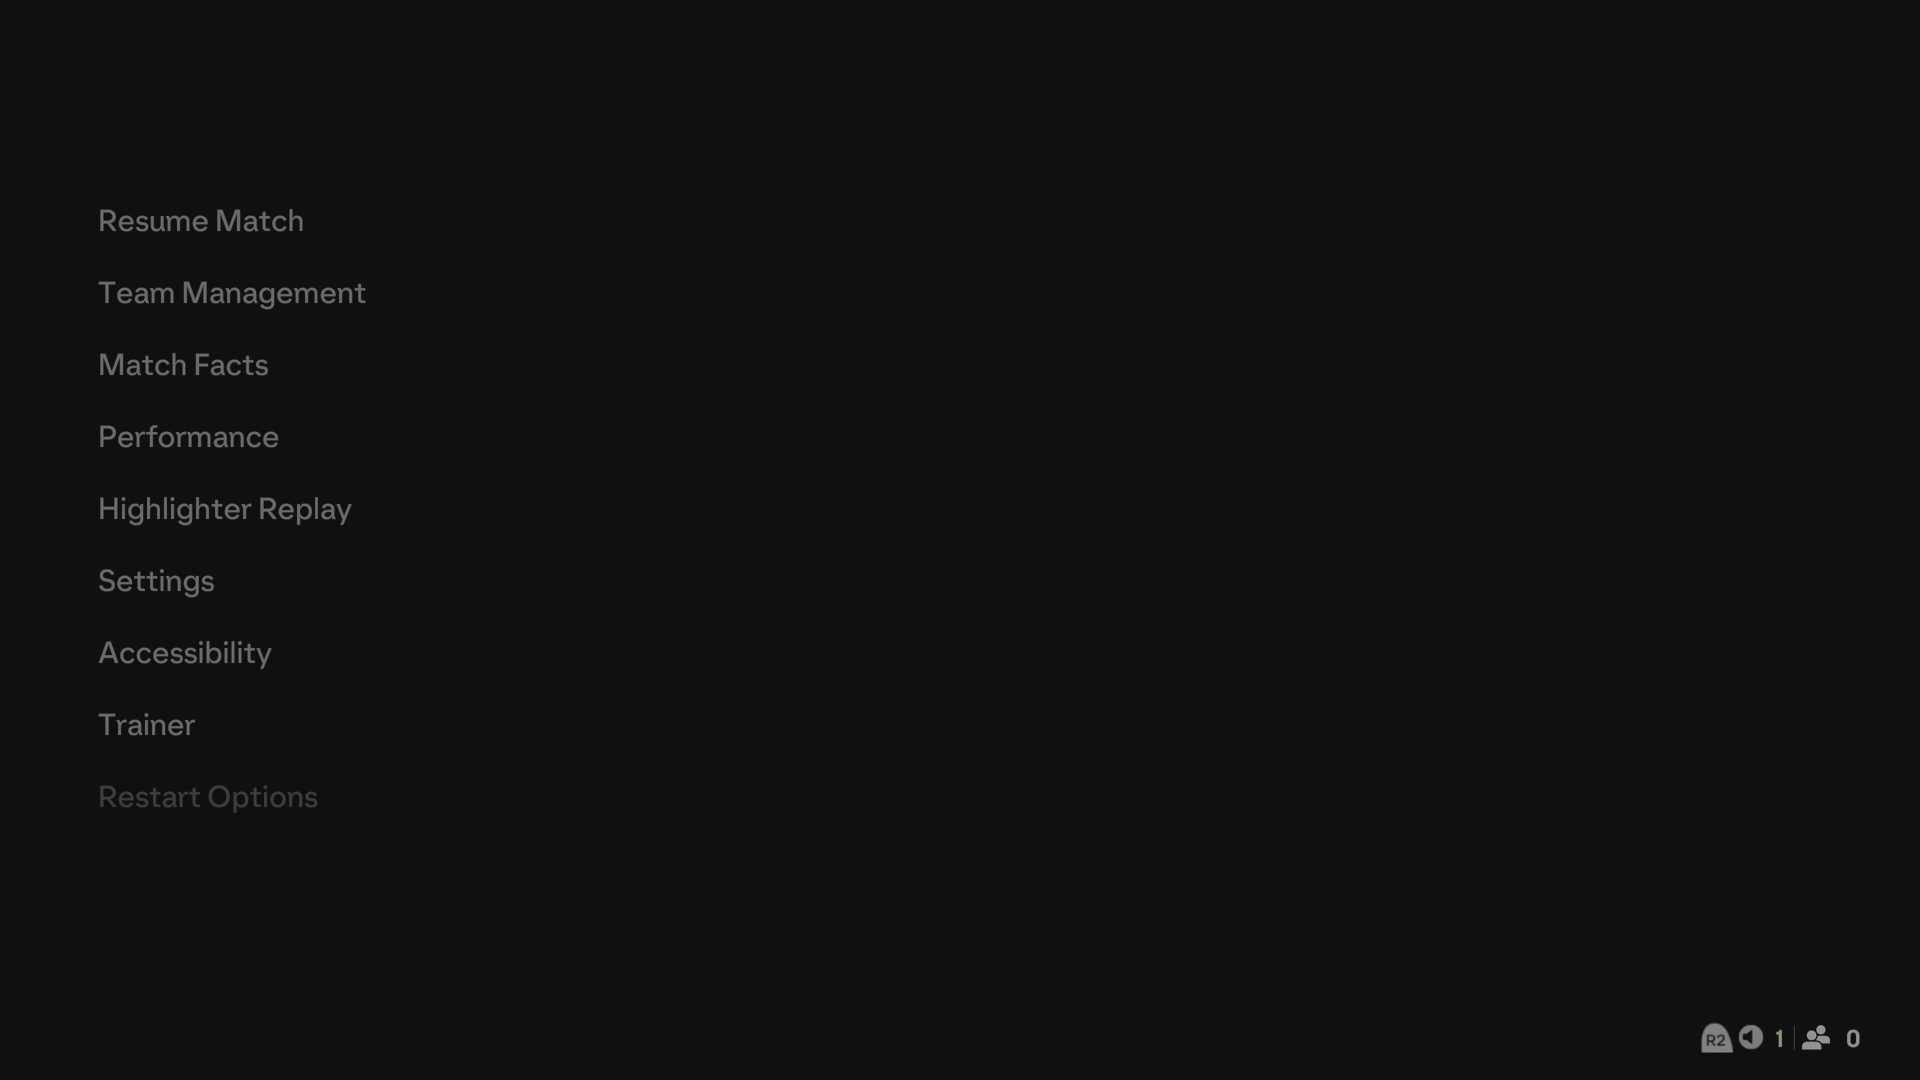 Resume Match
Team Management
Match Facts
Performance
Highlighter Replay
Settings
Accessibility
Trainer
Restart Options
R2 1 0